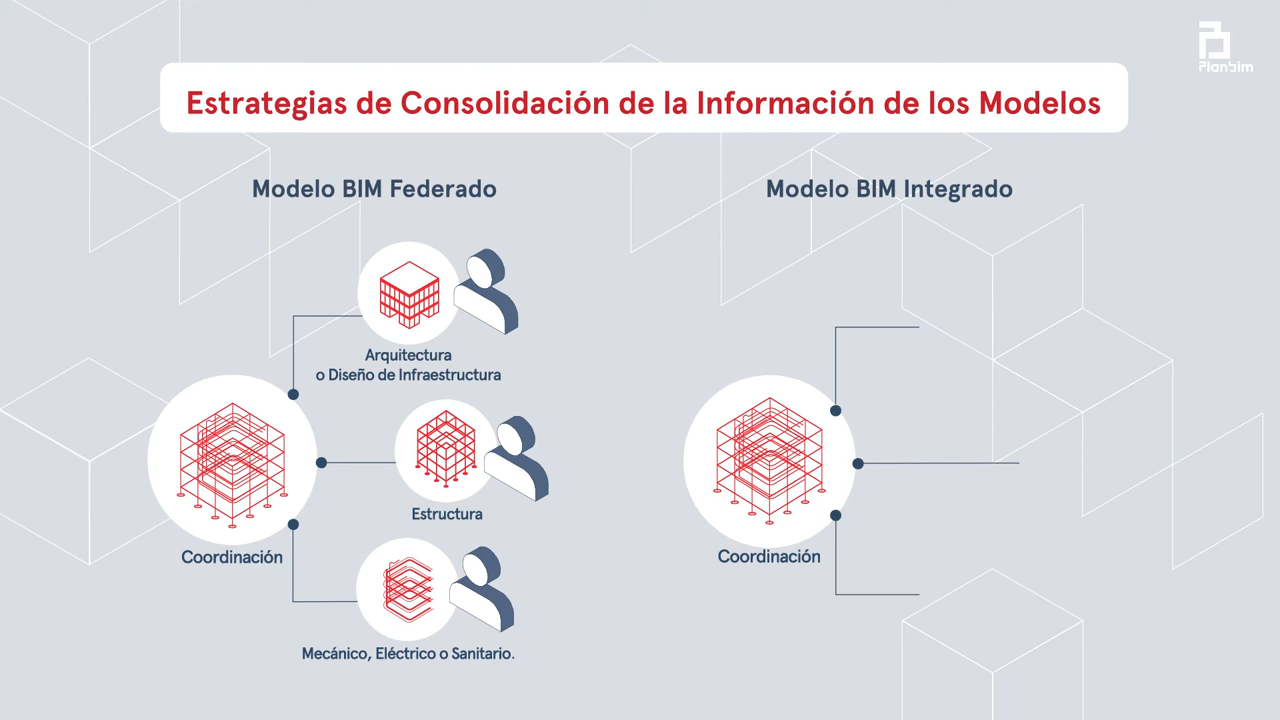 PlanBim
Estrategias de Consolidación de la Información de los Modelos
Modelo BIM Federado
Arquitectura
o Diseño de Infraestructura
Estructura
Coordinación
Mecánico, Eléctrico o Sanitario.
Modelo BIM Integrado
Coordinación